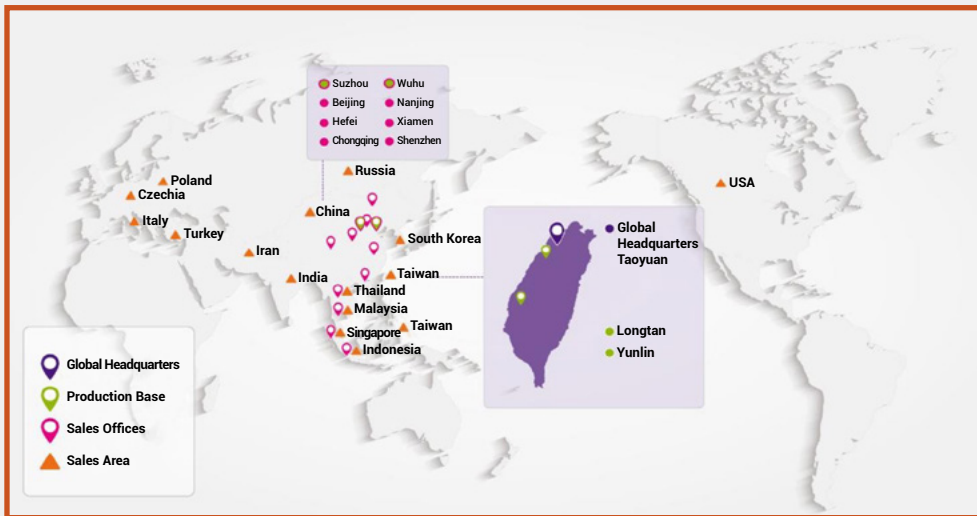 Suzhou
Wuhu
Beijing
Nanjing
Hefei
Xiamen
Chongqing
Shenzhen
Russia
Poland
Czechia
Italy
Turkey
Iran
China
South Korea
India
Taiwan
Thailand
Malaysia
Taiwan
Singapore
Indonesia
USA
Global
Headquarters
Taoyuan
Longtan
Yunlin
Global Headquarters
Production Base
Sales Offices
Sales Area